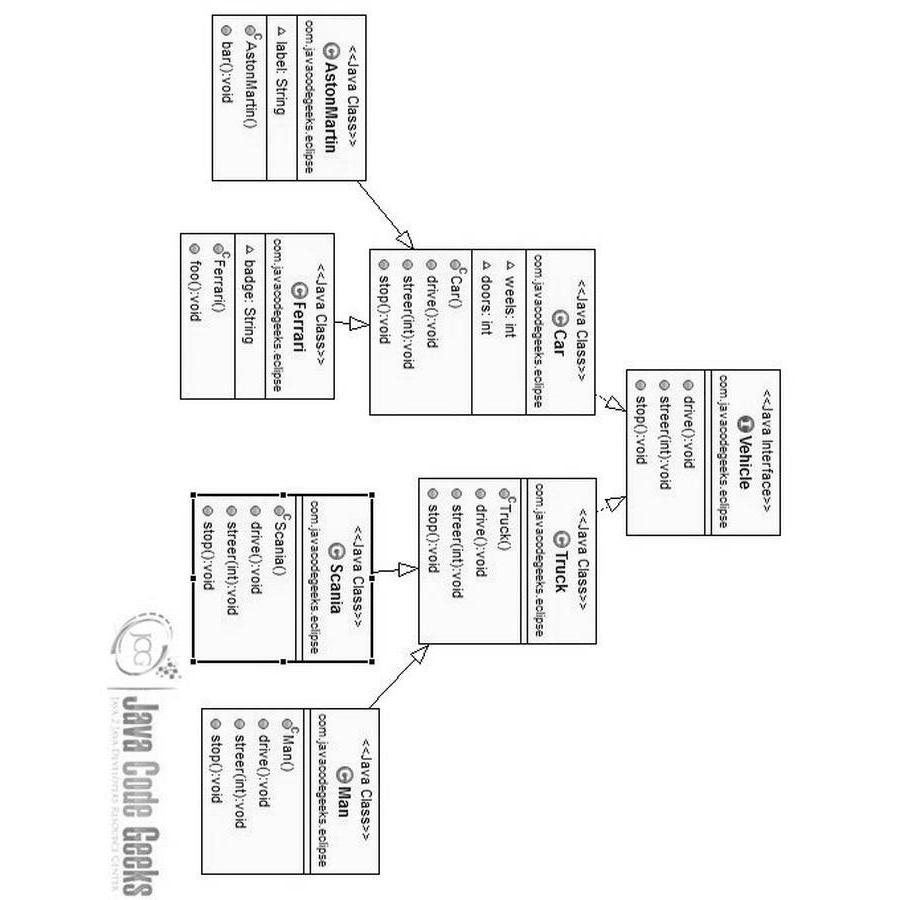 <<Java Interface>>
Vehicle
com.javacodegeeks.eclipse
drive():void
streer(int):void
stop():void
<<Java Class>>
Car
com.javacodegeeks.eclipse
weels: int
doors: int
Car()
drive():void
streer(int):void
stop():void
<<Java Class>>
Truck
com.javacodegeeks.eclipse
Truck()
drive():void
streer(int):void
stop():void
<<Java Class>>
AstonMartin
com.javacodegeeks.eclipse
label: String
AstonMartin()
bar():void
<<Java Class>>
Ferrari
com.javacodegeeks.eclipse
badge: String
Ferrari()
foo():void
<<Java Class>>
Scania
com.javacodegeeks.eclipse
Scania()
drive():void
streer(int):void
stop():void
<<Java Class>>
Man
com.javacodegeeks.eclipse
Man()
drive():void
streer(int):void
stop():void
JCG
Java Code Geeks
Java 2 Java Developers Resource Center